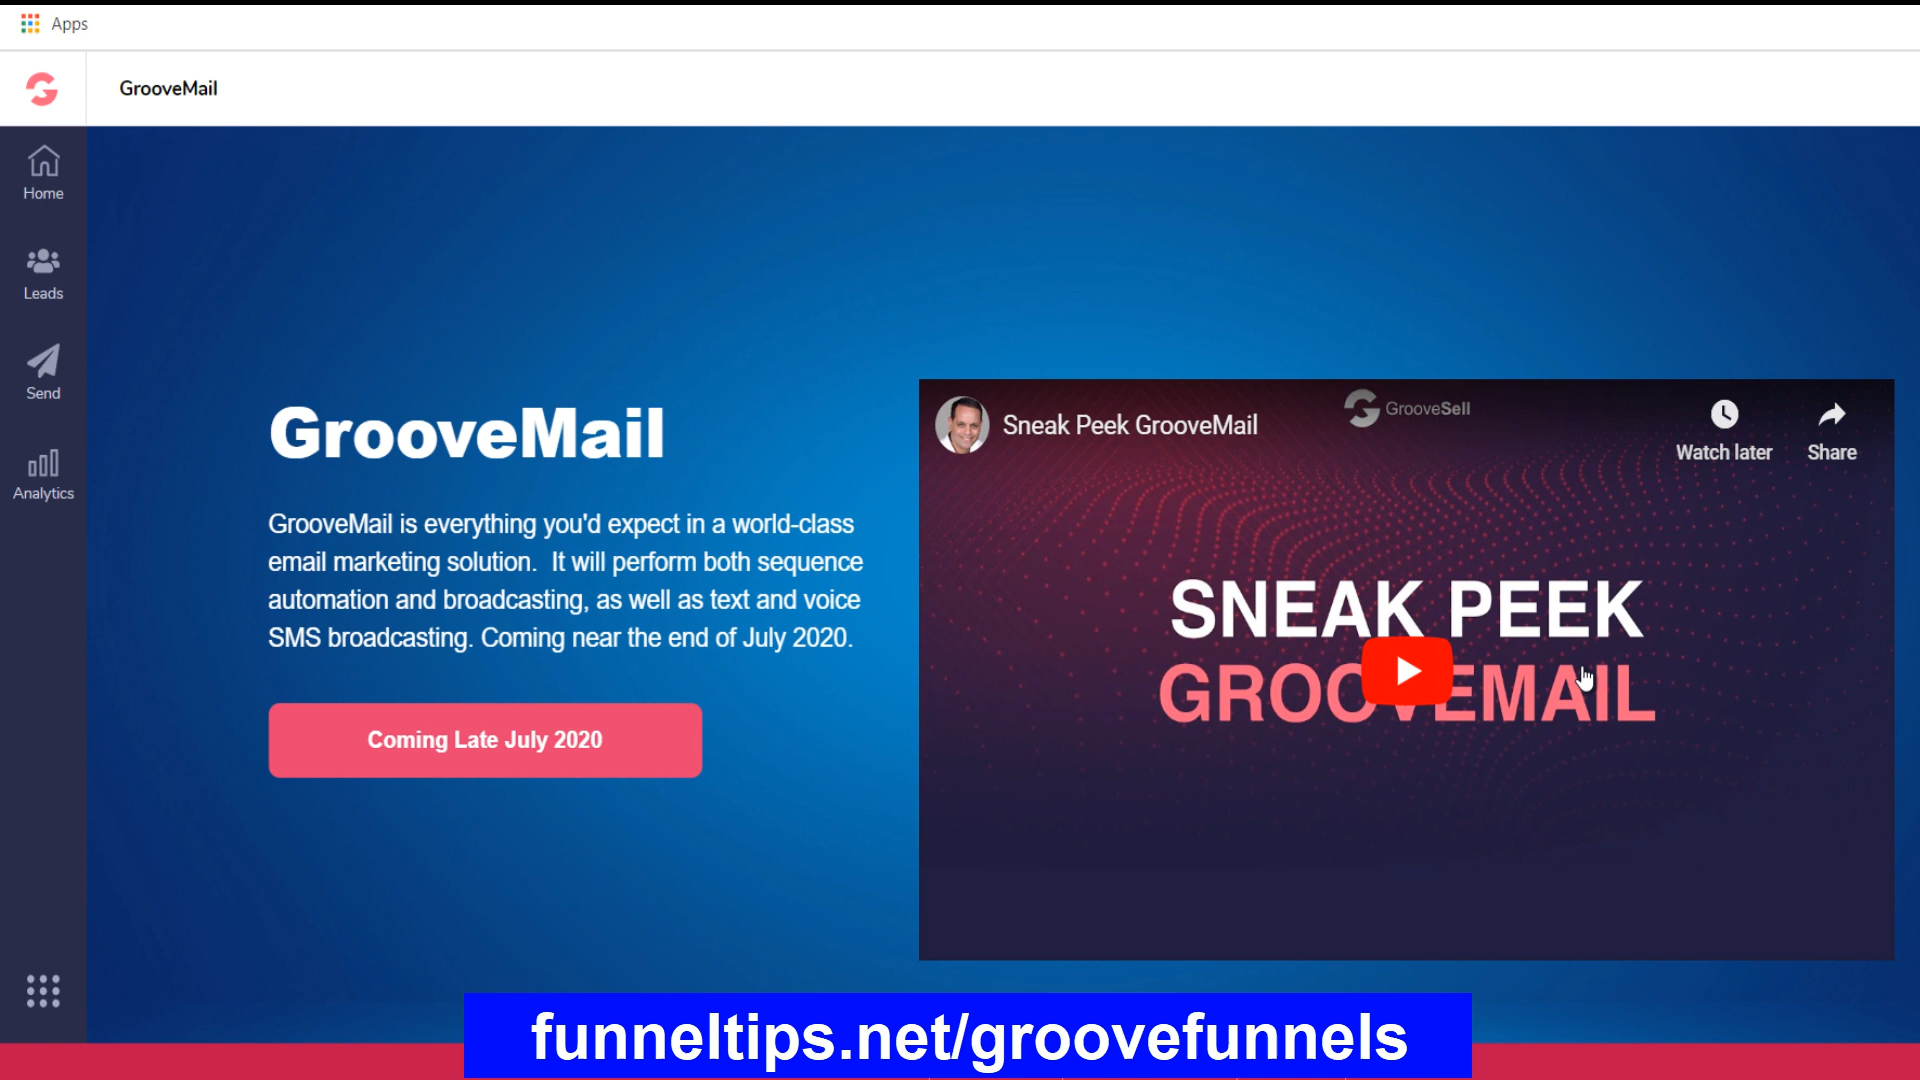 Apps
GrooveMail
Home
Leads
Send
Analytics
GrooveMail
GrooveMail is everything you'd expect in a world-class
email marketing solution.  It will perform both sequence
automation and broadcasting, as well as text and voice
SMS broadcasting. Coming near the end of July 2020.
Coming Late July 2020
Sneak Peek GrooveMail
GrooveSell
Watch later
Share
SNEAK PEEK
GROOVEMAIL
funneltips.net/groovefunnels